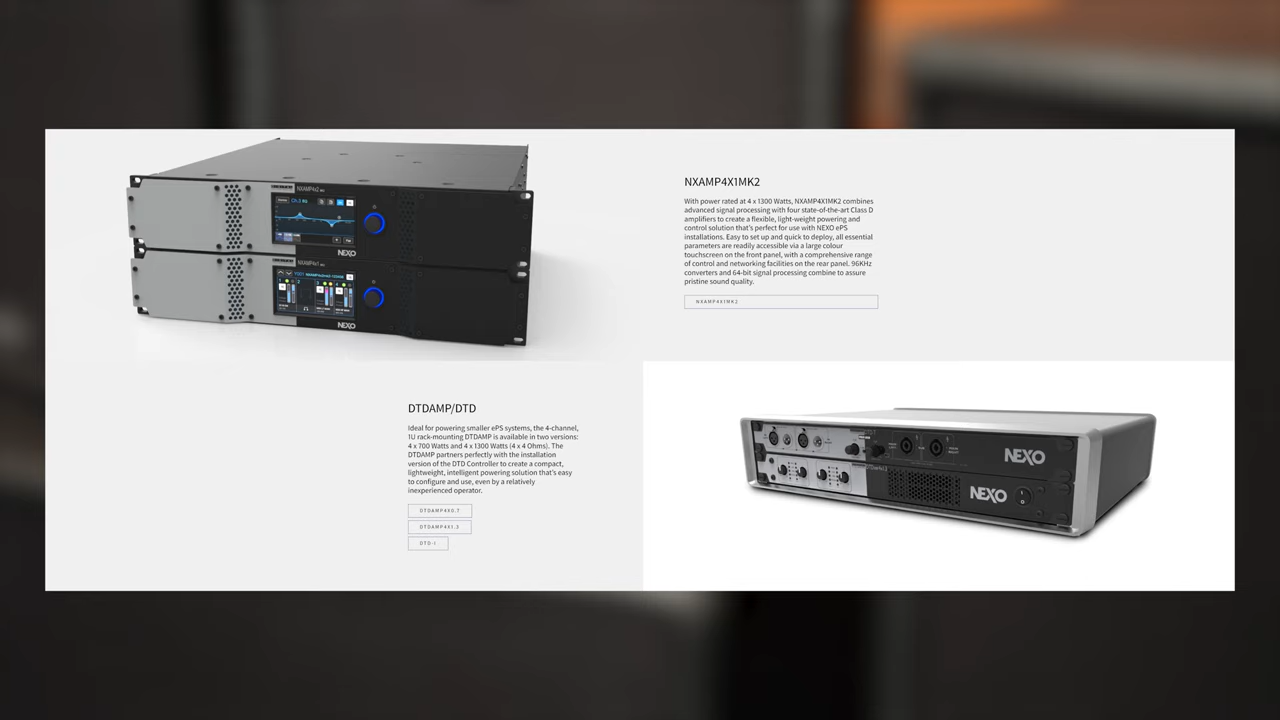 NXAMP4x2
Ch.3
NEXO
NXAMP4x1
NEXO
NXAMP4X1MK2
With power rated at 4 x 1300 Watts, NXAMP4X1MK2 combines
advanced signal processing with four state-of-the-art Class D
amplifiers to create a flexible, light-weight powering and
control solution that's perfect for use with NEXO ePS
installations. Easy to set up and quick to deploy, all essential
parameters are readily accessible via a large colour
touchscreen on the front panel, with a comprehensive range
of control and networking facilities on the rear panel. 96KHz
converters and 64-bit signal processing combine to assure
pristine sound quality.
NXAMP4X1MK2
DTDAMP/DTD
Ideal for powering smaller ePS systems, the 4-channel,
1U rack-mounting DTDAMP is available in two versions:
4 x 700 Watts and 4 x 1300 Watts (4 x 4 Ohms). The
DTDAMP partners perfectly with the installation
version of the DTD Controller to create a compact,
lightweight, intelligent powering solution that's easy
to configure and use, even by a relatively
inexperienced operator.
DTDAMP4X0.7
DTDAMP4X1.3
DTD-I
NEXO
NEXO